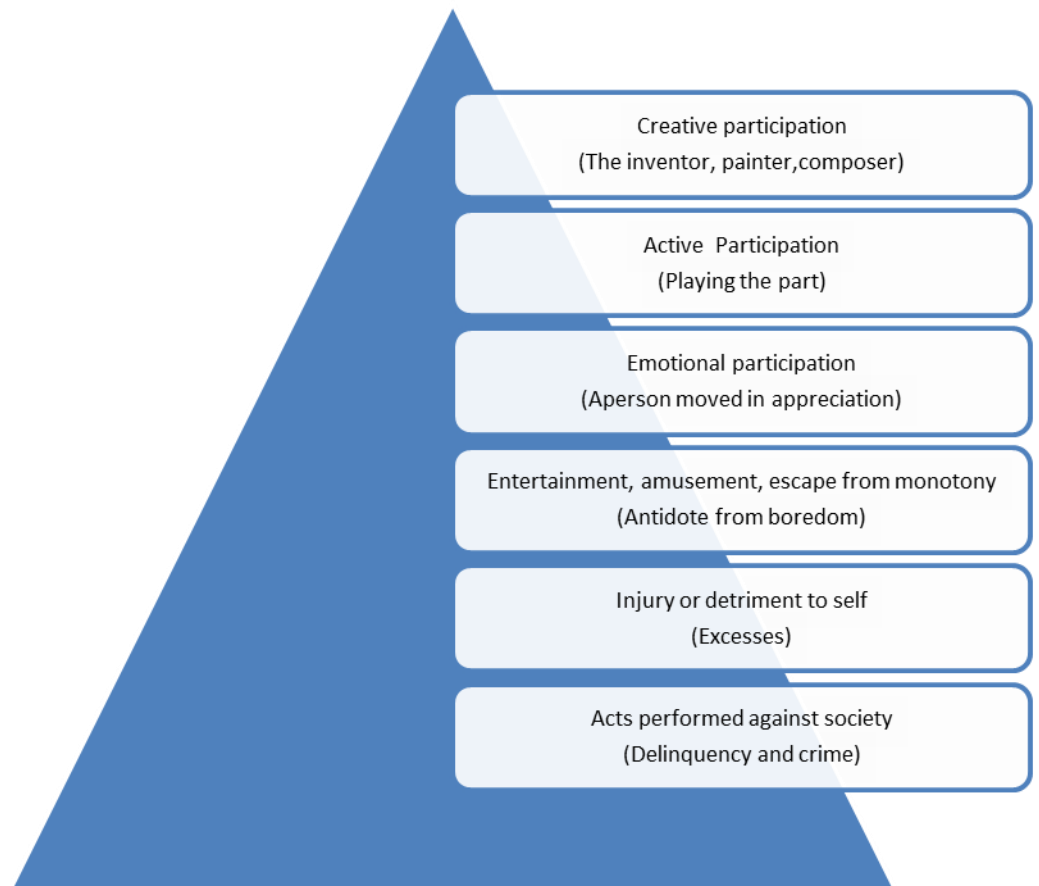 Creative participation
(The inventor, painter,composer)
Active Participation
(Playing the part)
Emotional participation
(Aperson moved in appreciation)
Entertainment, amusement, escape from monotony
(Antidote from boredom)
Injury or detriment to self
(Excesses)
Acts performed against society
(Delinquency and crime)